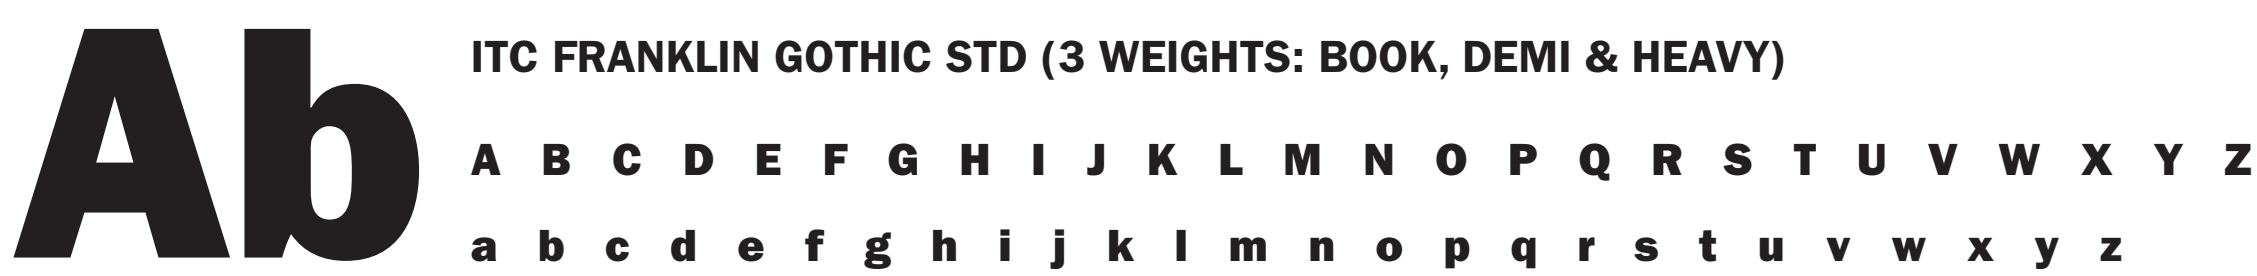 Ab
ITC FRANKLIN GOTHIC STD (3 WEIGHTS: BOOK, DEMI & HEAVY)
A B C D E F G H I J K L M N O P Q R S T U V W X Y Z
a b c d e f g h i j k l m n o p q r s t u v w x y z